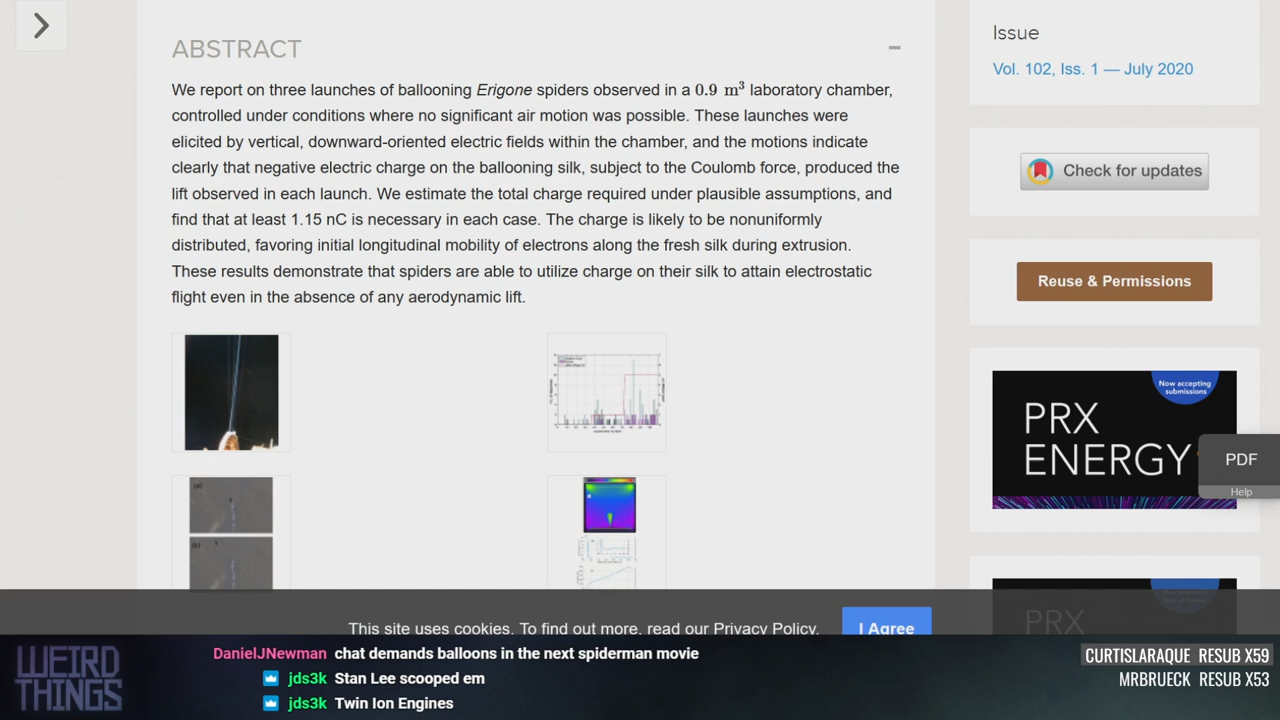 ABSTRACT
We report on three launches of ballooning Erigone spiders observed in a 0.9 m³ laboratory chamber,
controlled under conditions where no significant air motion was possible. These launches were
elicited by vertical, downward-oriented electric fields within the chamber, and the motions indicate
clearly that negative electric charge on the ballooning silk, subject to the Coulomb force, produced the
lift observed in each launch. We estimate the total charge required under plausible assumptions, and
find that at least 1.15 nC is necessary in each case. The charge is likely to be nonuniformly
distributed, favoring initial longitudinal mobility of electrons along the fresh silk during extrusion.
These results demonstrate that spiders are able to utilize charge on their silk to attain electrostatic
flight even in the absence of any aerodynamic lift.
(a)
(b)
Issue
Vol. 102, Iss. 1 — July 2020
Check for updates
Reuse & Permissions
Now accepting
submissions
PRX
ENERGY
PDF
Help
PRX
This site uses cookies. To find out more, read our Privacy Policy.
I Agree
WEIRD
THINGS
DanielJNewman chat demands balloons in the next spiderman movie
jds3k Stan Lee scooped em
jds3k Twin Ion Engines
CURTISLARAQUE RESUB X59
MRBRUECK RESUB X53